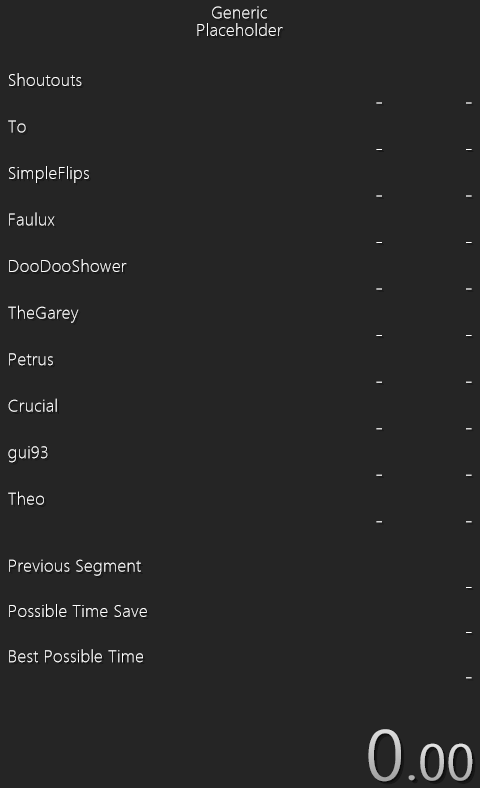 Generic
Placeholder
Shoutouts
- -
To
- -
SimpleFlips
- -
Faulux
- -
DooDooShower
- -
TheGarey
- -
Petrus
- -
Crucial
- -
gui93
- -
Theo
- -
Previous Segment
-
Possible Time Save
-
Best Possible Time
-
0.00